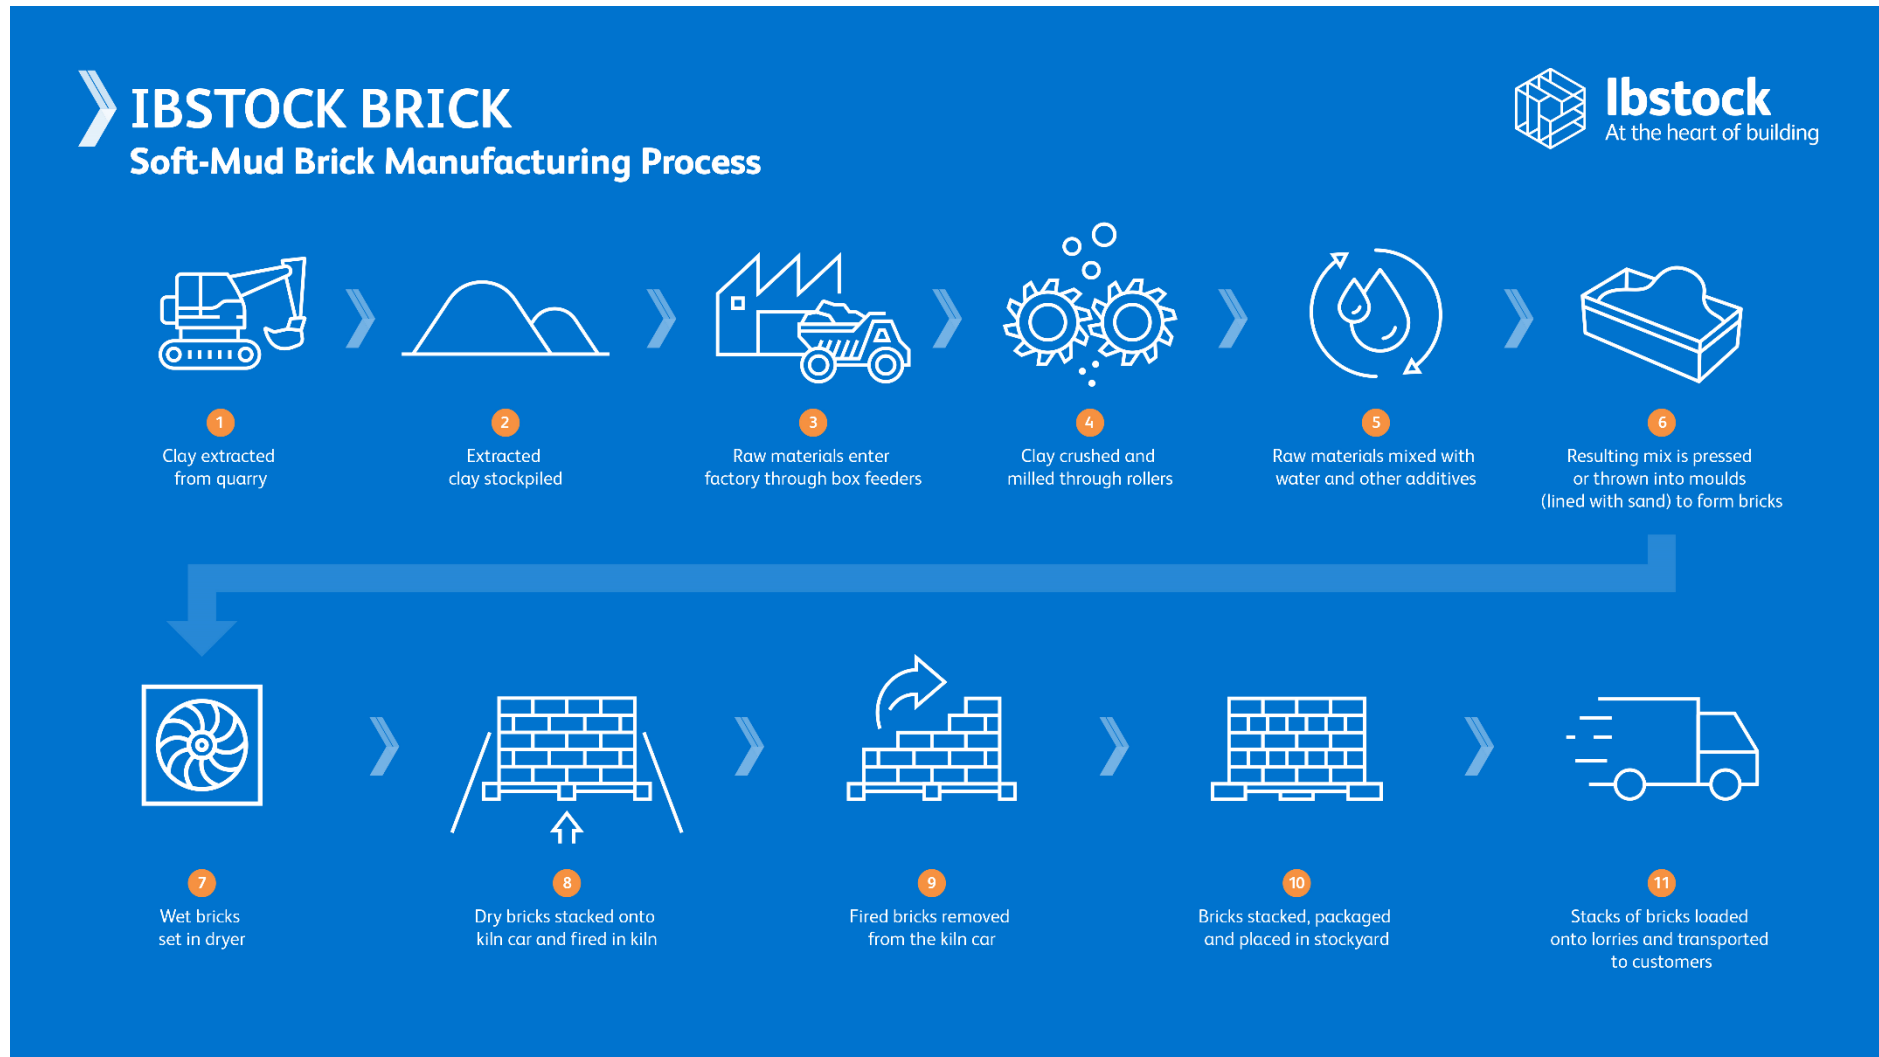 IBSTOCK BRICK
Soft-Mud Brick Manufacturing Process
Ibstock
At the heart of building
1
Clay extracted
from quarry
2
Extracted
clay stockpiled
3
Raw materials enter
factory through box feeders
4
Clay crushed and
milled through rollers
5
Raw materials mixed with
water and other additives
6
Resulting mix is pressed
or thrown into moulds
(lined with sand) to form bricks
7
Wet bricks
set in dryer
8
Dry bricks stacked onto
kiln car and fired in kiln
9
Fired bricks removed
from the kiln car
10
Bricks stacked, packaged
and placed in stockyard
11
Stacks of bricks loaded
onto lorries and transported
to customers